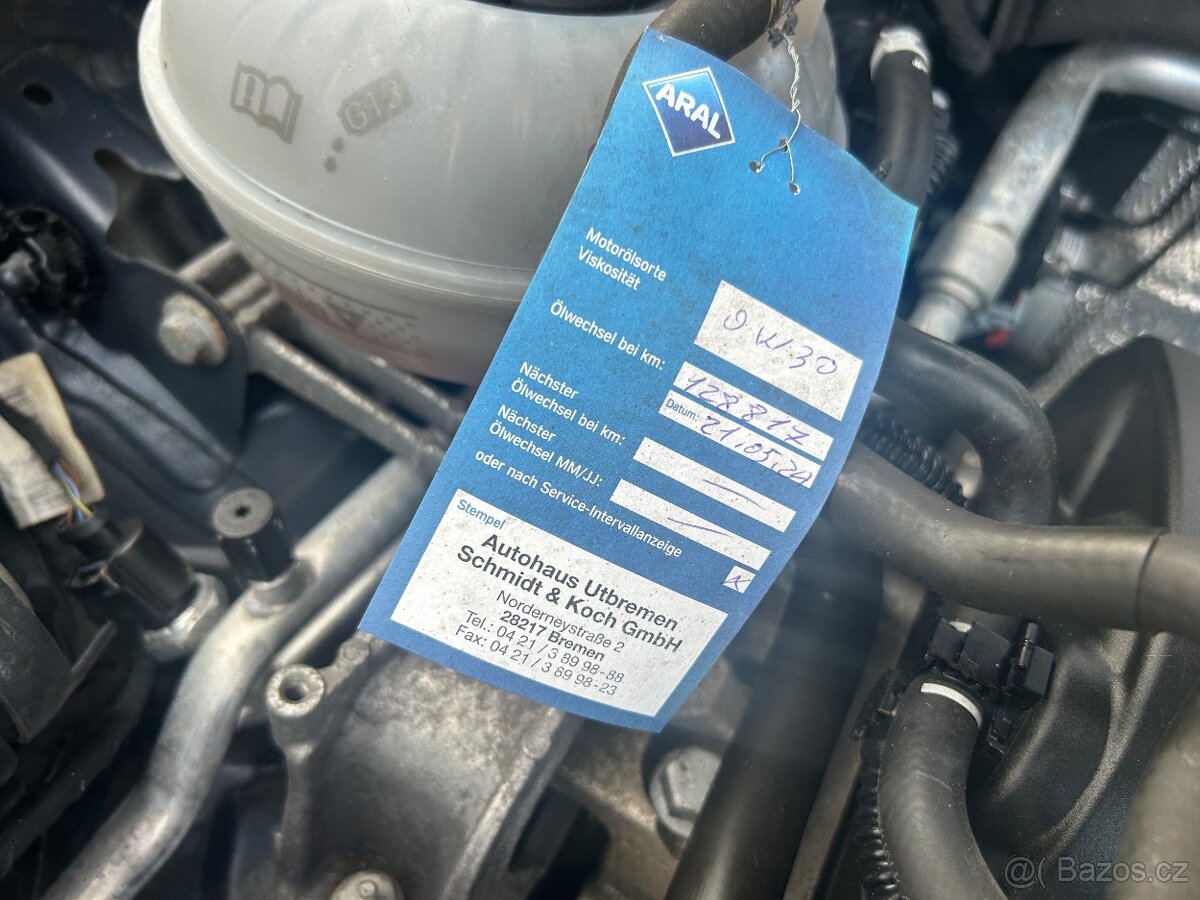 G13
ARAL
Motorölsorte
Viskosität
0W30
Ölwechsel bei km:
128817
Datum:
21.05.24
Nächster
Ölwechsel bei km:
—
Nächster
Ölwechsel MM/JJ:
—
oder nach Service-Intervallanzeige
x
Stempel
Autohaus Utbremen
Schmidt & Koch GmbH
Norderneystraße 2
28217 Bremen
Tel.: 04 21 / 3 89 98-88
Fax: 04 21 / 3 89 98-23
Bazos.cz